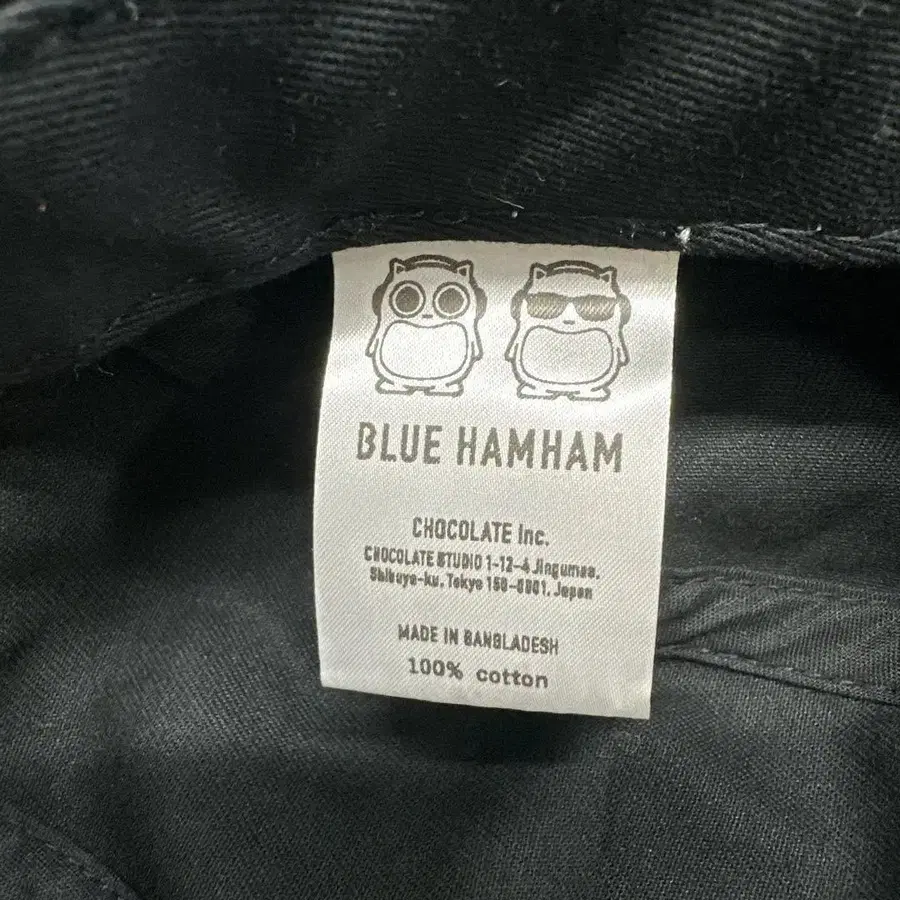 BLUE HAMHAM
CHOCOLATE Inc.
CHOCOLATE STUDIO 1-12-4 Jingumae,
Shibuya-ku, Tokyo 150-0001, Japan
MADE IN BANGLADESH
100% cotton